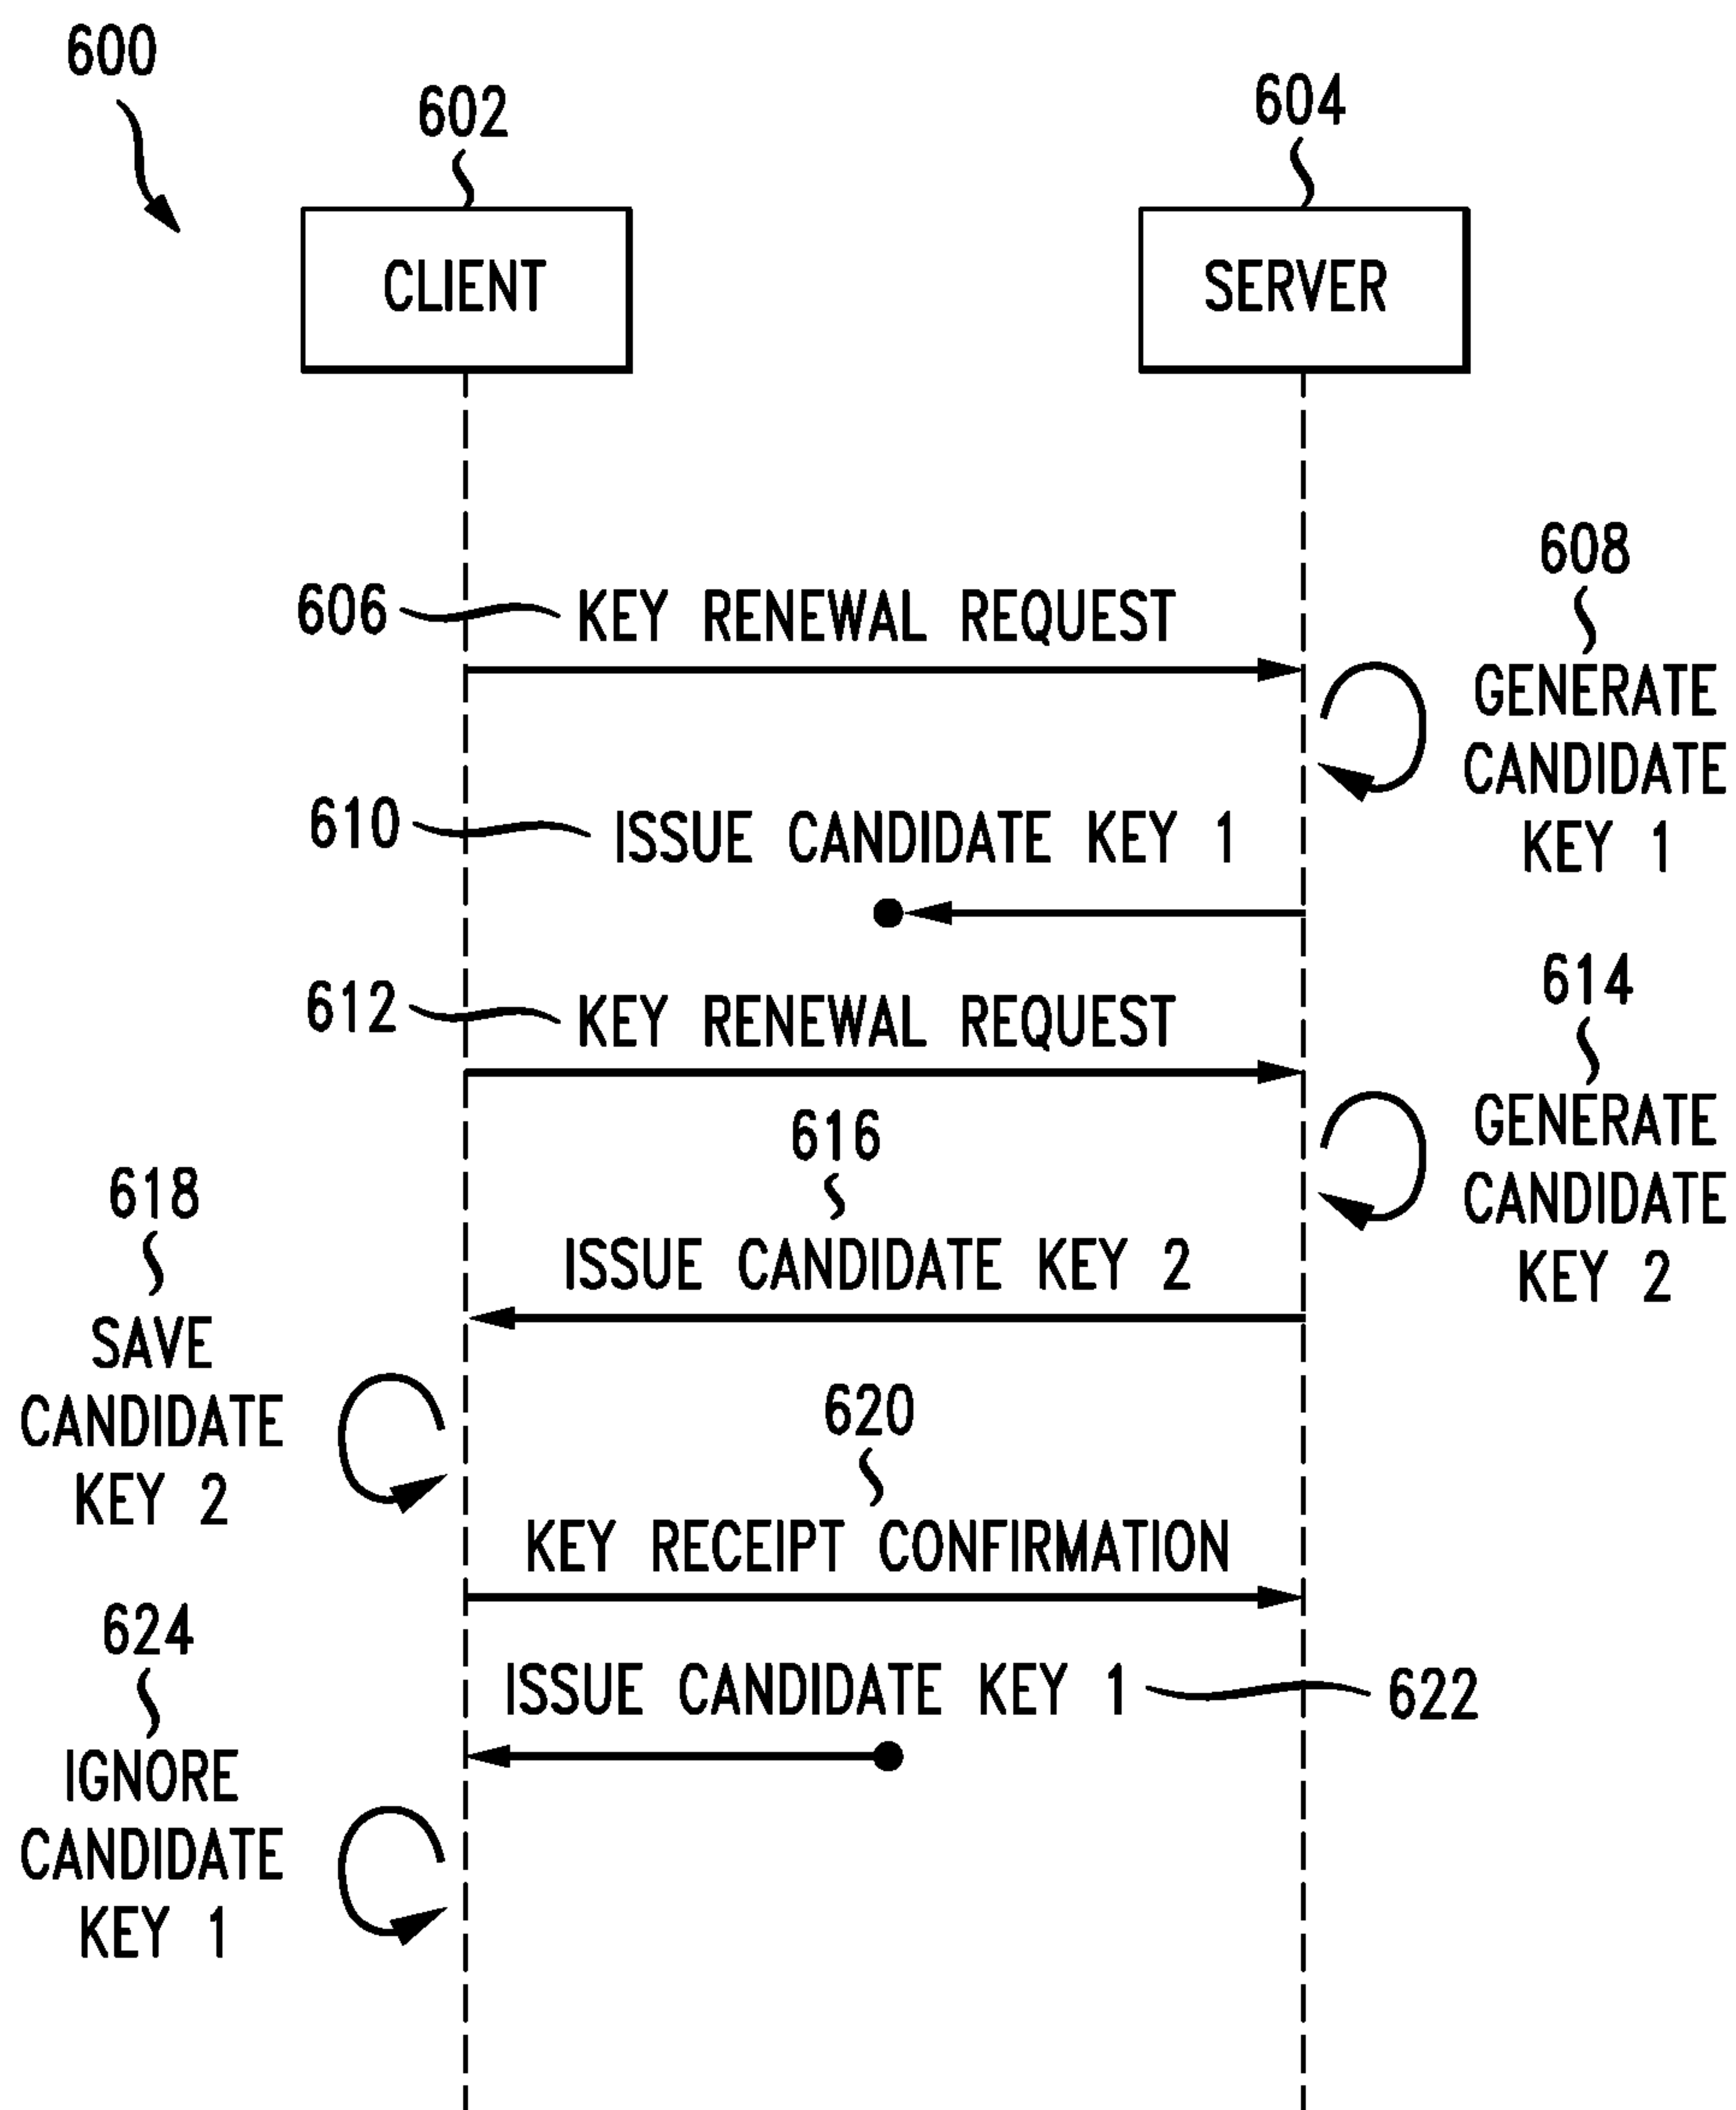 600
602
604
CLIENT
SERVER
606
KEY RENEWAL REQUEST
608
GENERATE
CANDIDATE
KEY 1
610
ISSUE CANDIDATE KEY 1
612
KEY RENEWAL REQUEST
614
GENERATE
CANDIDATE
KEY 2
616
ISSUE CANDIDATE KEY 2
618
SAVE
CANDIDATE
KEY 2
620
KEY RECEIPT CONFIRMATION
ISSUE CANDIDATE KEY 1
622
624
IGNORE
CANDIDATE
KEY 1